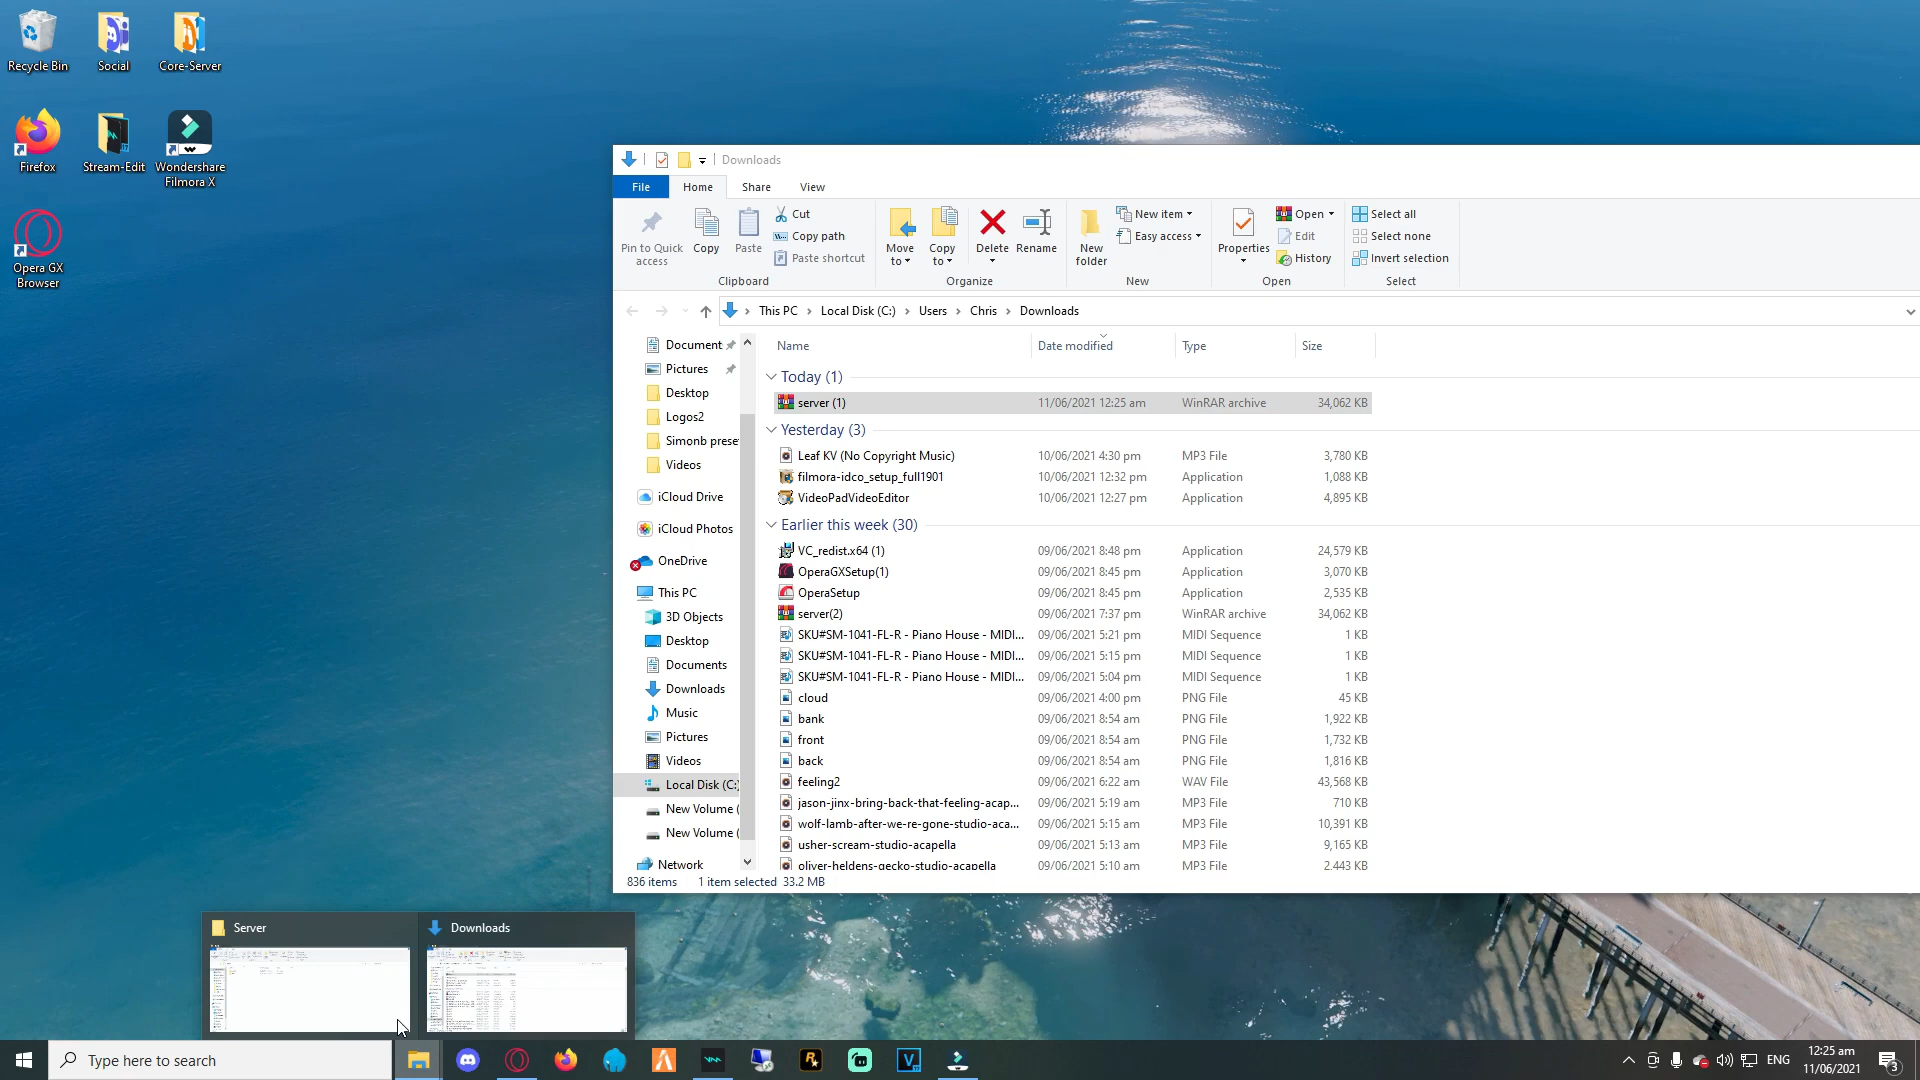 Recycle Bin
Social
Core-Server
Firefox
Stream-Edit
Wondershare
Filmora X
Opera GX
Browser
Downloads
File
Home
Share
View
Pin to Quick
access
Copy
Paste
Cut
Copy path
Paste shortcut
Clipboard
Move
to
Copy
to
Delete
Rename
Organize
New
folder
New item
Easy access
New
Properties
Open
Edit
History
Open
Select all
Select none
Invert selection
Select
This PC
Local Disk (C:)
Users
Chris
Downloads
Document
Pictures
Desktop
Logos2
Simonb prese
Videos
iCloud Drive
iCloud Photos
OneDrive
This PC
3D Objects
Desktop
Documents
Downloads
Music
Pictures
Videos
Local Disk (C:)
New Volume (
New Volume (
Network
Name Date modified Type Size
Today (1)
server (1) 11/06/2021 12:25 am WinRAR archive 34,062 KB
Yesterday (3)
Leaf KV (No Copyright Music) 10/06/2021 4:30 pm MP3 File 3,780 KB
filmora-idco_setup_full1901 10/06/2021 12:32 pm Application 1,088 KB
VideoPadVideoEditor 10/06/2021 12:27 pm Application 4,895 KB
Earlier this week (30)
VC_redist.x64 (1) 09/06/2021 8:48 pm Application 24,579 KB
OperaGXSetup(1) 09/06/2021 8:45 pm Application 3,070 KB
OperaSetup 09/06/2021 8:45 pm Application 2,535 KB
server(2) 09/06/2021 7:37 pm WinRAR archive 34,062 KB
SKU#SM-1041-FL-R - Piano House - MIDI... 09/06/2021 5:21 pm MIDI Sequence 1 KB
SKU#SM-1041-FL-R - Piano House - MIDI... 09/06/2021 5:15 pm MIDI Sequence 1 KB
SKU#SM-1041-FL-R - Piano House - MIDI... 09/06/2021 5:04 pm MIDI Sequence 1 KB
cloud 09/06/2021 4:00 pm PNG File 45 KB
bank 09/06/2021 8:54 am PNG File 1,922 KB
front 09/06/2021 8:54 am PNG File 1,732 KB
back 09/06/2021 8:54 am PNG File 1,816 KB
feeling2 09/06/2021 6:22 am WAV File 43,568 KB
jason-jinx-bring-back-that-feeling-acap... 09/06/2021 5:19 am MP3 File 710 KB
wolf-lamb-after-we-re-gone-studio-aca... 09/06/2021 5:15 am MP3 File 10,391 KB
usher-scream-studio-acapella 09/06/2021 5:13 am MP3 File 9,165 KB
oliver-heldens-gecko-studio-acapella 09/06/2021 5:10 am MP3 File 2,443 KB
836 items 1 item selected 33.2 MB
Server
Downloads
Type here to search
ENG
12:25 am
11/06/2021
3